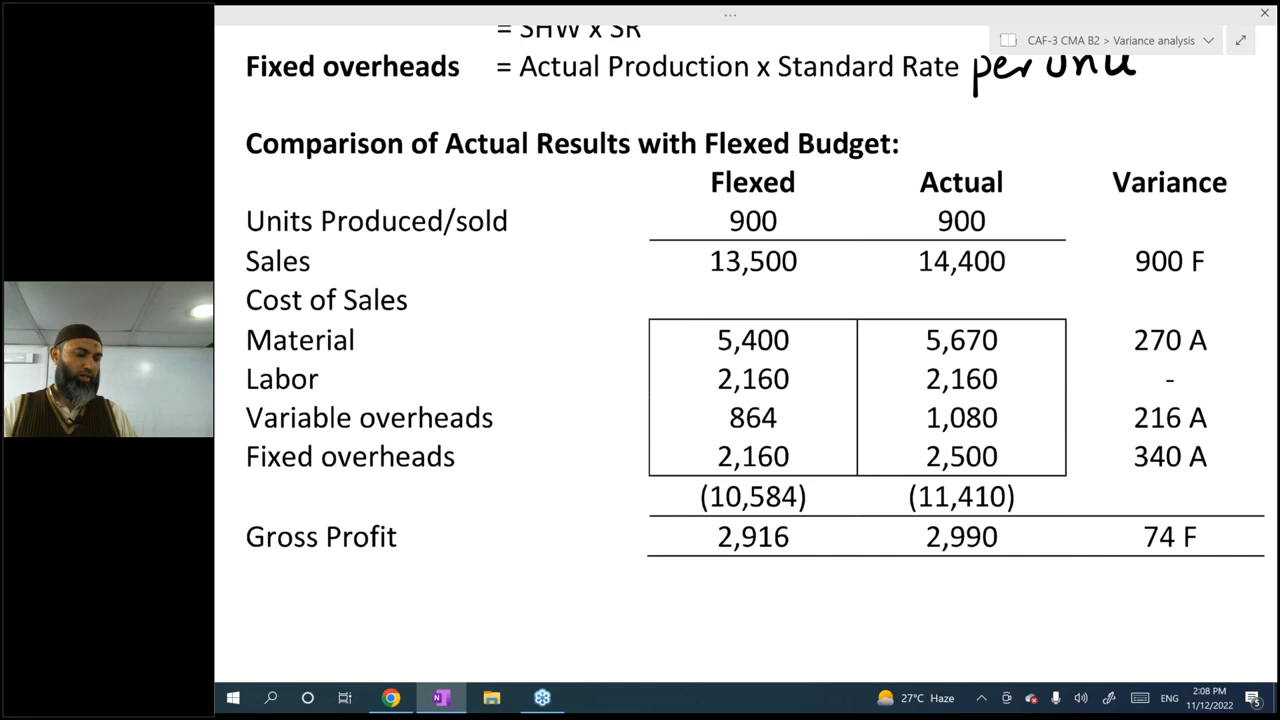 ...
CAF-3 CMA B2 > Variance analysis
= SHW x SR
Fixed overheads = Actual Production x Standard Rate per unit
Comparison of Actual Results with Flexed Budget:
Flexed Actual Variance
Units Produced/sold 900 900
Sales 13,500 14,400 900 F
Cost of Sales
Material 5,400 5,670 270 A
Labor 2,160 2,160 -
Variable overheads 864 1,080 216 A
Fixed overheads 2,160 2,500 340 A
(10,584) (11,410)
Gross Profit 2,916 2,990 74 F
27°C Haze ENG 2:08 PM
11/12/2022 5